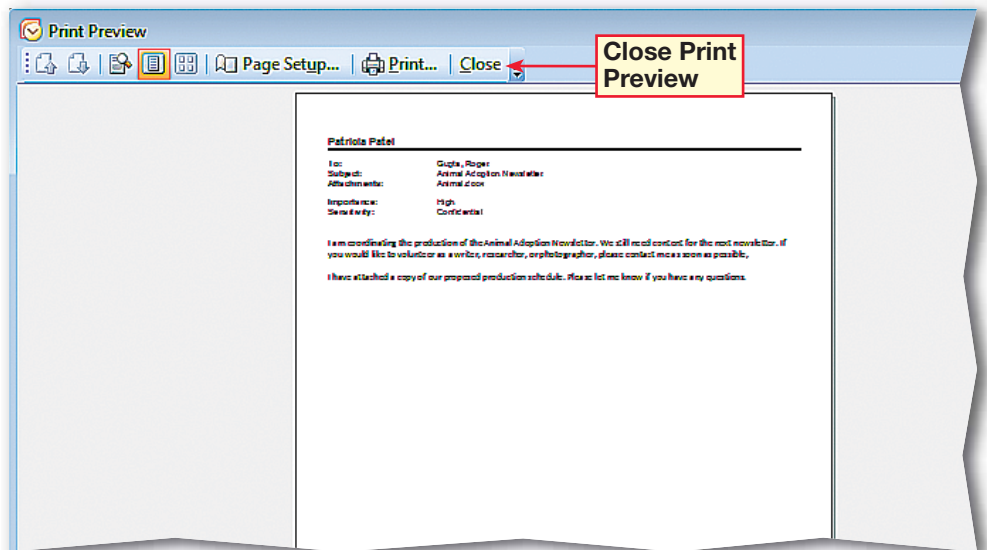 Print Preview
Page Setup... Print... Close
Close Print
Preview
Patricia Patel
To: Gupta, Roger
Subject: Animal Adoption Newsletter
Attachments: Animal.docx
Importance: High
Sensitivity: Confidential
I am coordinating the production of the Animal Adoption Newsletter. We still need content for the next newsletter. If
you would like to volunteer as a writer, researcher, or photographer, please contact me as soon as possible,
I have attached a copy of our proposed production schedule. Please let me know if you have any questions.